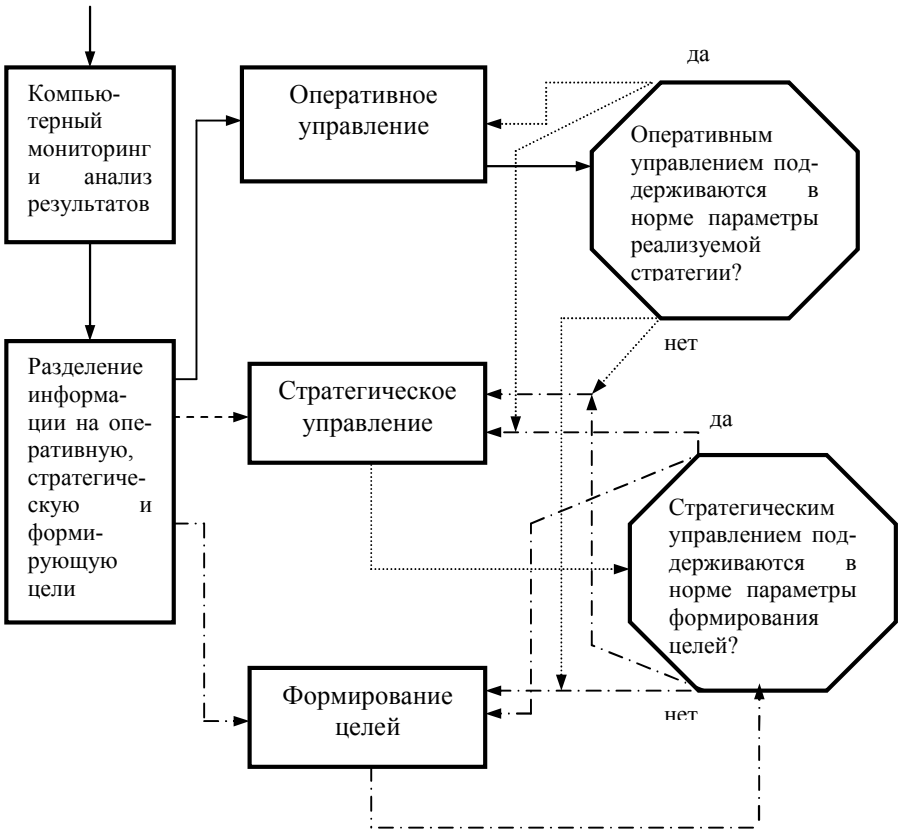 Компью-
терный
мониторинг
и анализ
результатов
Оперативное
управление
да
Оперативным
управлением под-
держиваются в
норме параметры
реализуемой
стратегии?
нет
Разделение
информа-
ции на опе-
ративную,
стратегиче-
скую и
форми-
рующую
цели
Стратегическое
управление
да
Стратегическим
управлением под-
держиваются в
норме параметры
формирования
целей?
нет
Формирование
целей